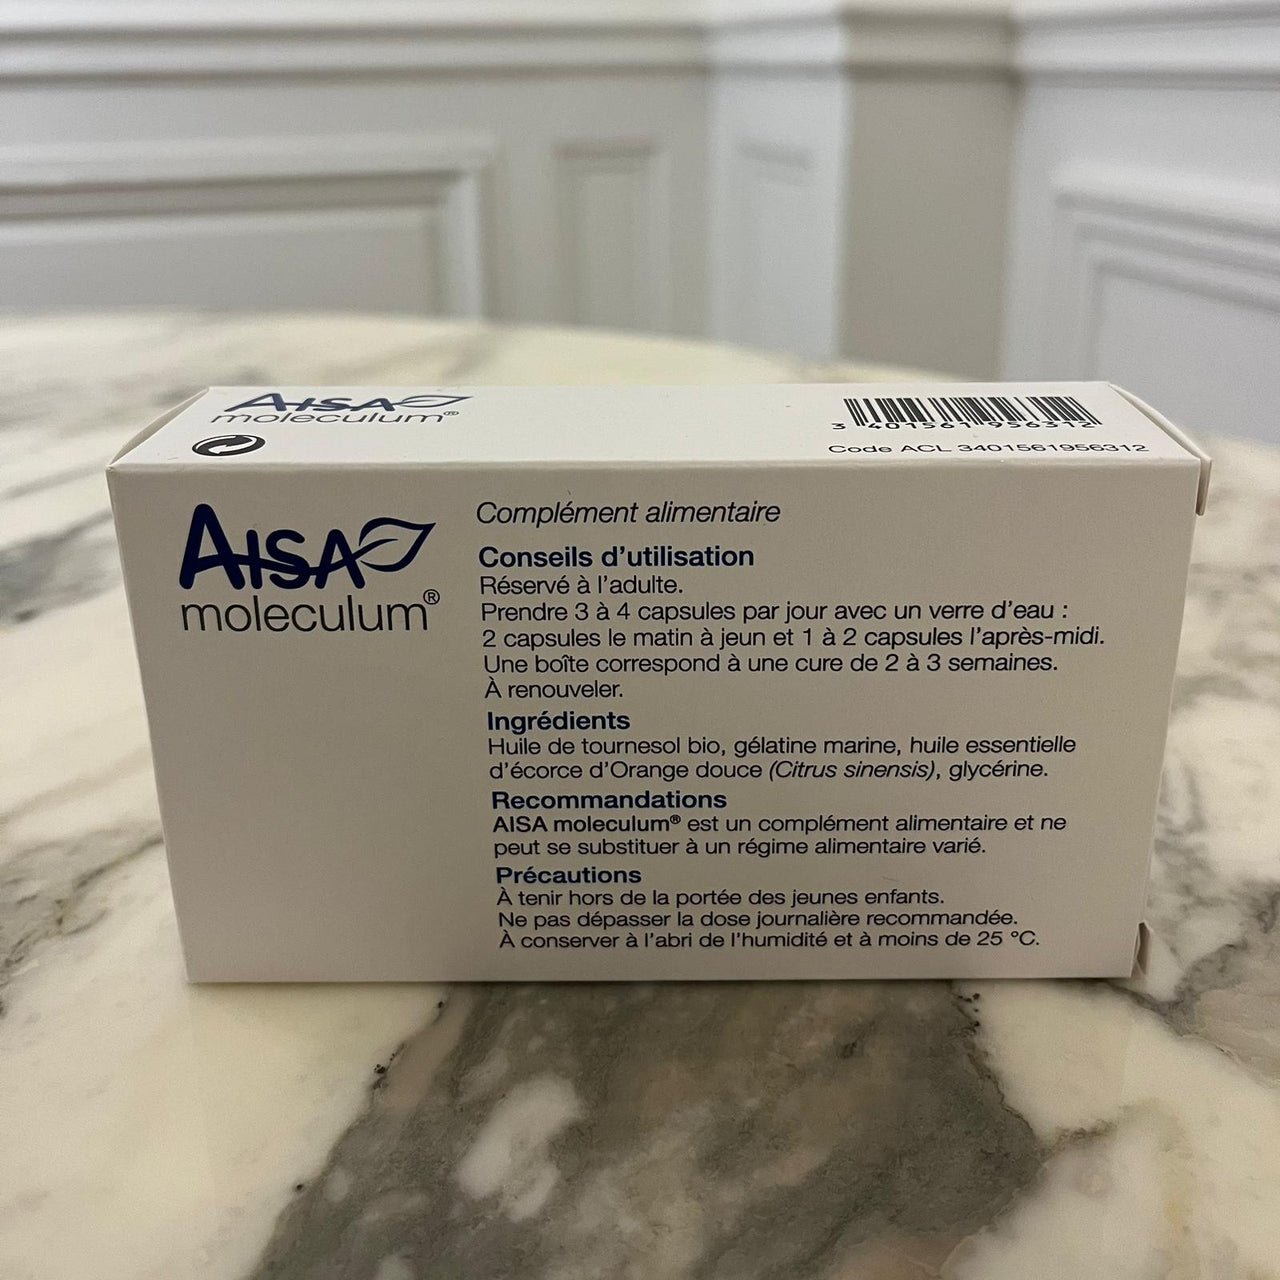 AISA
moleculum®
3 401561 956312
Code ACL 3401561956312
AISA
moleculum®
Complément alimentaire
Conseils d'utilisation
Réservé à l'adulte.
Prendre 3 à 4 capsules par jour avec un verre d'eau :
2 capsules le matin à jeun et 1 à 2 capsules l'après-midi.
Une boîte correspond à une cure de 2 à 3 semaines.
À renouveler.
Ingrédients
Huile de tournesol bio, gélatine marine, huile essentielle
d'écorce d'Orange douce (Citrus sinensis), glycérine.
Recommandations
AISA moleculum® est un complément alimentaire et ne
peut se substituer à un régime alimentaire varié.
Précautions
À tenir hors de la portée des jeunes enfants.
Ne pas dépasser la dose journalière recommandée.
À conserver à l'abri de l'humidité et à moins de 25 °C.